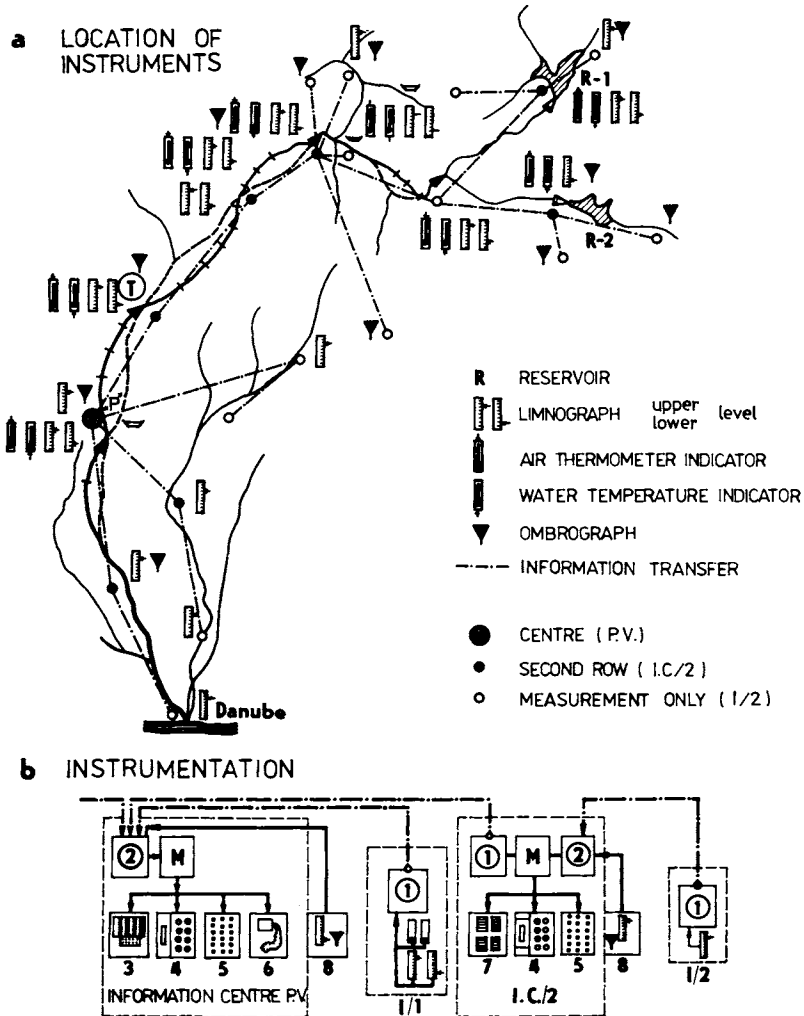 a LOCATION OF
INSTRUMENTS
R-1
R-2
T
P
Danube
R RESERVOIR
LIMNOGRAPH upper level
lower
AIR THERMOMETER INDICATOR
WATER TEMPERATURE INDICATOR
OMBROGRAPH
INFORMATION TRANSFER
CENTRE (P.V.)
SECOND ROW (I.C/2)
MEASUREMENT ONLY (I/2)
b INSTRUMENTATION
2 M 1 1 M 2 1
3 4 5 6 8 7 4 5 8
INFORMATION CENTRE P.V. I/1 I.C./2 I/2